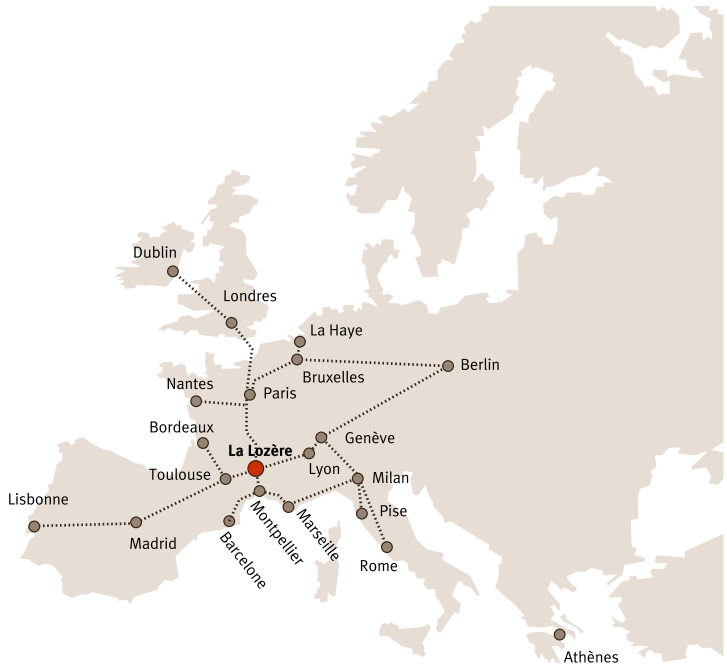 Dublin
Londres
La Haye
Bruxelles
Berlin
Nantes
Paris
Bordeaux
Genève
La Lozère
Lyon
Toulouse
Milan
Lisbonne
Pise
Madrid
Barcelone
Montpellier
Marseille
Rome
Athènes